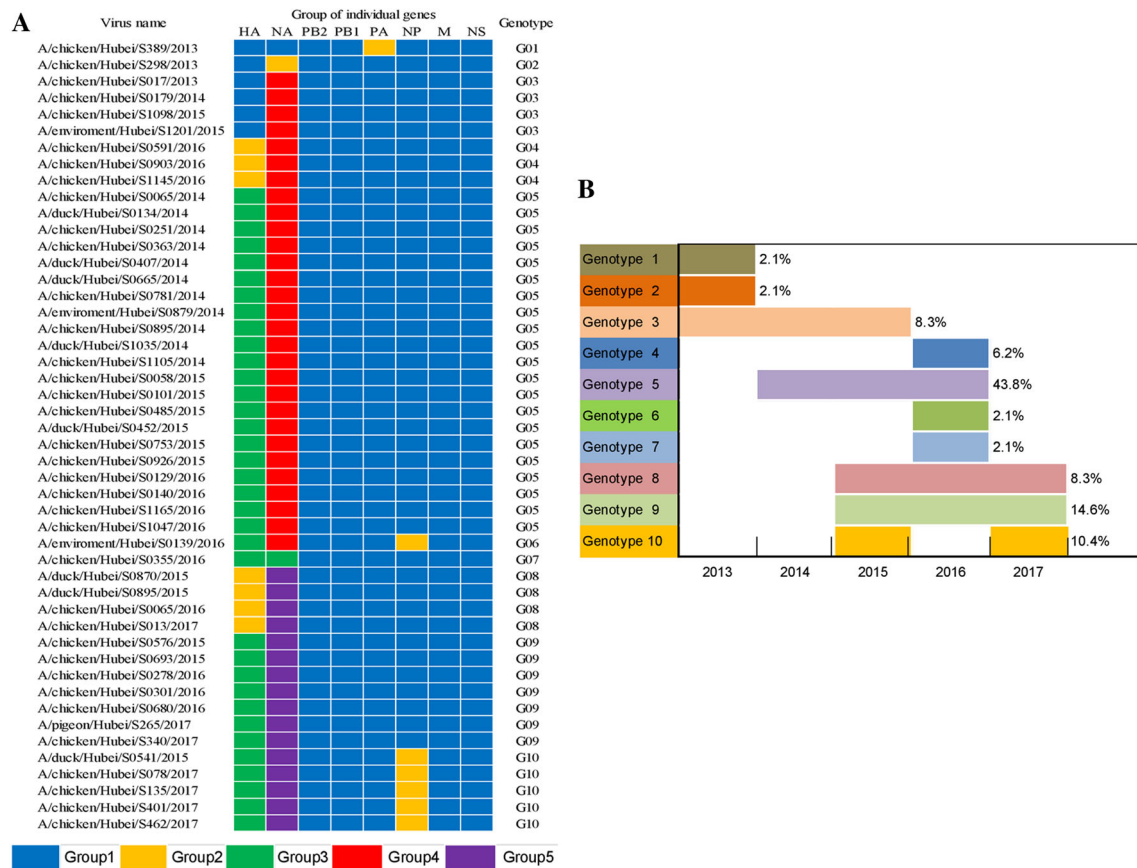 A
Virus name
Group of individual genes
Genotype
HA NA PB2 PB1 PA NP M NS
A/chicken/Hubei/S389/2013 G01
A/chicken/Hubei/S298/2013 G02
A/chicken/Hubei/S017/2013 G03
A/chicken/Hubei/S0179/2014 G03
A/chicken/Hubei/S1098/2015 G03
A/enviroment/Hubei/S1201/2015 G03
A/chicken/Hubei/S0591/2016 G04
A/chicken/Hubei/S0903/2016 G04
A/chicken/Hubei/S1145/2016 G04
A/chicken/Hubei/S0065/2014 G05
A/duck/Hubei/S0134/2014 G05
A/chicken/Hubei/S0251/2014 G05
A/chicken/Hubei/S0363/2014 G05
A/duck/Hubei/S0407/2014 G05
A/duck/Hubei/S0665/2014 G05
A/chicken/Hubei/S0781/2014 G05
A/enviroment/Hubei/S0879/2014 G05
A/chicken/Hubei/S0895/2014 G05
A/duck/Hubei/S1035/2014 G05
A/chicken/Hubei/S1105/2014 G05
A/chicken/Hubei/S0058/2015 G05
A/chicken/Hubei/S0101/2015 G05
A/chicken/Hubei/S0485/2015 G05
A/duck/Hubei/S0452/2015 G05
A/chicken/Hubei/S0753/2015 G05
A/chicken/Hubei/S0926/2015 G05
A/chicken/Hubei/S0129/2016 G05
A/chicken/Hubei/S0140/2016 G05
A/chicken/Hubei/S1165/2016 G05
A/chicken/Hubei/S1047/2016 G05
A/enviroment/Hubei/S0139/2016 G06
A/chicken/Hubei/S0355/2016 G07
A/duck/Hubei/S0870/2015 G08
A/duck/Hubei/S0895/2015 G08
A/chicken/Hubei/S0065/2016 G08
A/chicken/Hubei/S013/2017 G08
A/chicken/Hubei/S0576/2015 G09
A/chicken/Hubei/S0693/2015 G09
A/chicken/Hubei/S0278/2016 G09
A/chicken/Hubei/S0301/2016 G09
A/chicken/Hubei/S0680/2016 G09
A/pigeon/Hubei/S265/2017 G09
A/chicken/Hubei/S340/2017 G09
A/duck/Hubei/S0541/2015 G10
A/chicken/Hubei/S078/2017 G10
A/chicken/Hubei/S135/2017 G10
A/chicken/Hubei/S401/2017 G10
A/chicken/Hubei/S462/2017 G10
Group1 Group2 Group3 Group4 Group5
B
Genotype 1 2.1%
Genotype 2 2.1%
Genotype 3 8.3%
Genotype 4 6.2%
Genotype 5 43.8%
Genotype 6 2.1%
Genotype 7 2.1%
Genotype 8 8.3%
Genotype 9 14.6%
Genotype 10 10.4%
2013 2014 2015 2016 2017